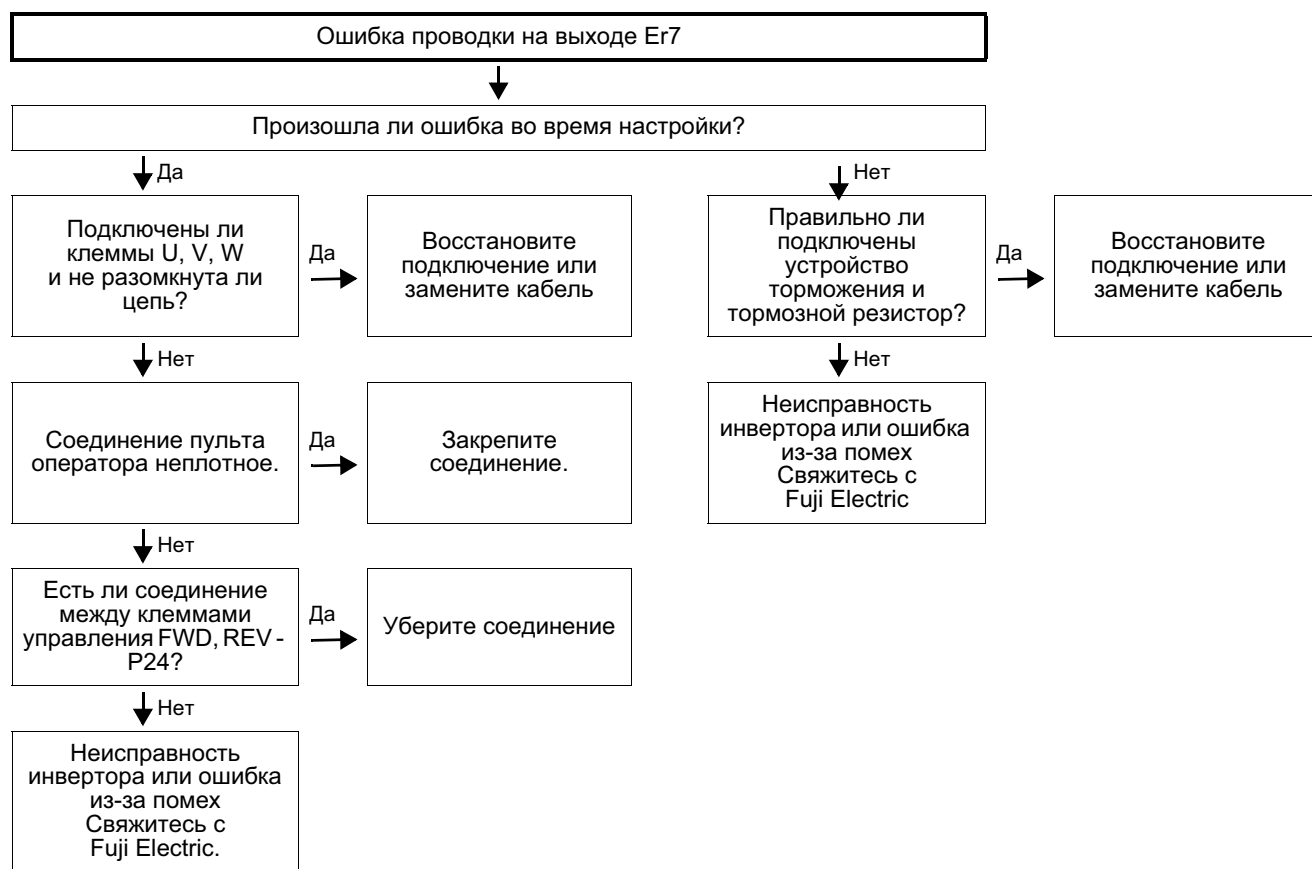 Ошибка проводки на выходе Er7
Произошла ли ошибка во время настройки?
Да
Нет
Подключены ли
клеммы U, V, W
и не разомкнута ли
цепь?
Да
Восстановите
подключение или
замените кабель
Правильно ли
подключены
устройство
торможения и
тормозной резистор?
Да
Восстановите
подключение или
замените кабель
Нет
Нет
Соединение пульта
оператора неплотное.
Да
Закрепите
соединение.
Неисправность
инвертора или ошибка
из-за помех
Свяжитесь с
Fuji Electric
Нет
Есть ли соединение
между клеммами
управления FWD, REV -
P24?
Да
Уберите соединение
Нет
Неисправность
инвертора или ошибка
из-за помех
Свяжитесь с
Fuji Electric.